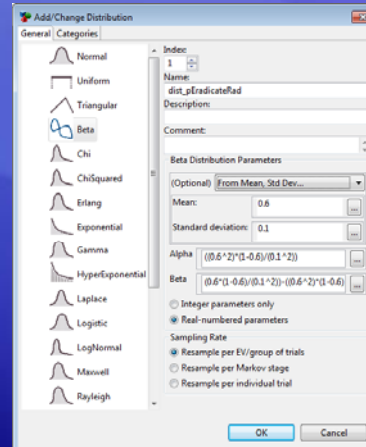 Add/Change Distribution
General Categories
Normal
Uniform
Triangular
Beta
Chi
ChiSquared
Erlang
Exponential
Gamma
HyperExponential
Laplace
Logistic
LogNormal
Maxwell
Rayleigh
Index:
1
Name:
dist_pEradicateRad
Description:
Comment:
Beta Distribution Parameters
(Optional) From Mean, Std Dev...
Mean: 0.6 ...
Standard deviation: 0.1 ...
Alpha ((0.6^2)*(1-0.6)/(0.1^2)) ...
Beta (0.6*(1-0.6)/(0.1^2))-((0.6^2)*(1-0.6) ...
Integer parameters only
Real-numbered parameters
Sampling Rate
Resample per EV/group of trials
Resample per Markov stage
Resample per individual trial
OK Cancel